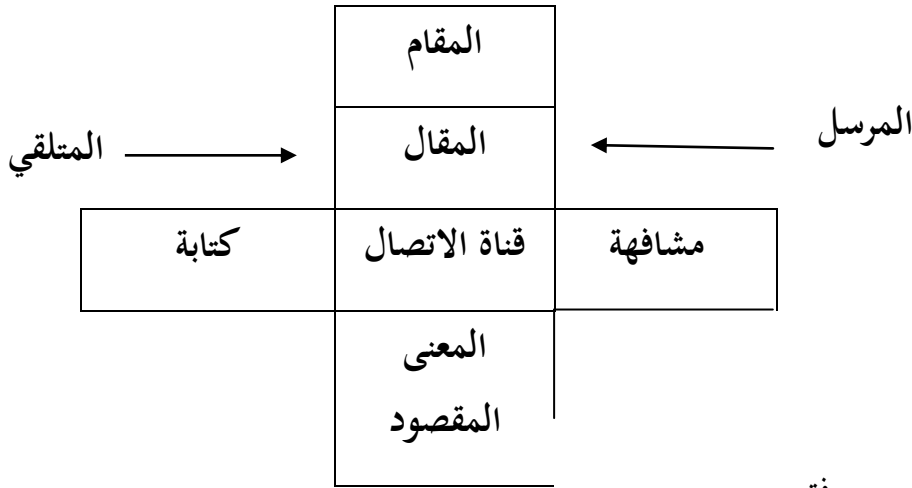 المقام
المرسل
المقال
المتلقي
مشافهة
قناة الاتصال
كتابة
المعنى
المقصود